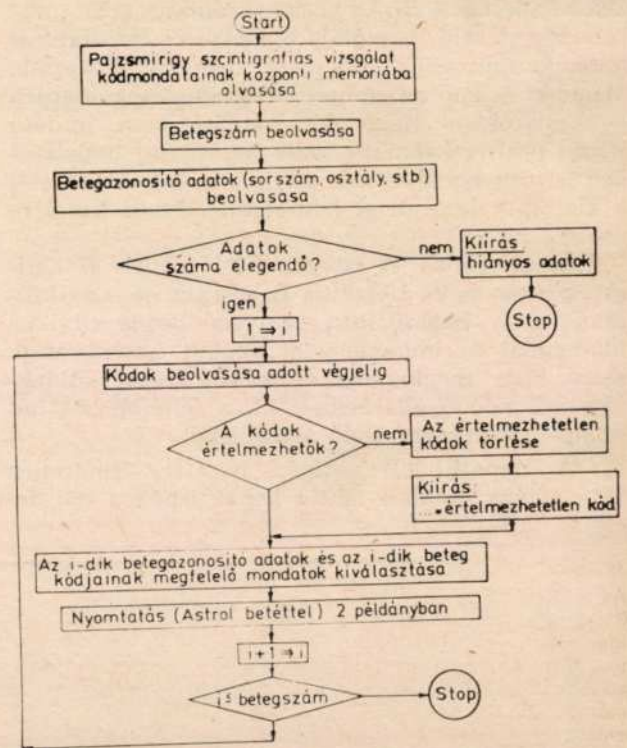 Start
Pajzsmirigy szcintigráfiás vizsgálat
kódmondatainak központi memoriába
olvasása
Betegszám beolvasása
Betegazonosító adatok (sorszám, osztály, stb)
beolvasása
Adatok
száma elegendő?
nem
Kiírás
hiányos adatok
Stop
igen
1 ⇒ i
Kódok beolvasása adott végjelig
A kódok
értelmezhetők?
nem
Az értelmezhetetlen
kódok törlése
Kiírás:
.... értelmezhetetlen kód
Az i-dik betegazonosító adatok és az i-dik beteg
kódjainak megfelelő mondatok kiválasztása
Nyomtatás (Astrol betéttel) 2 példányban
i+1 ⇒ i
i ≤ betegszám
Stop